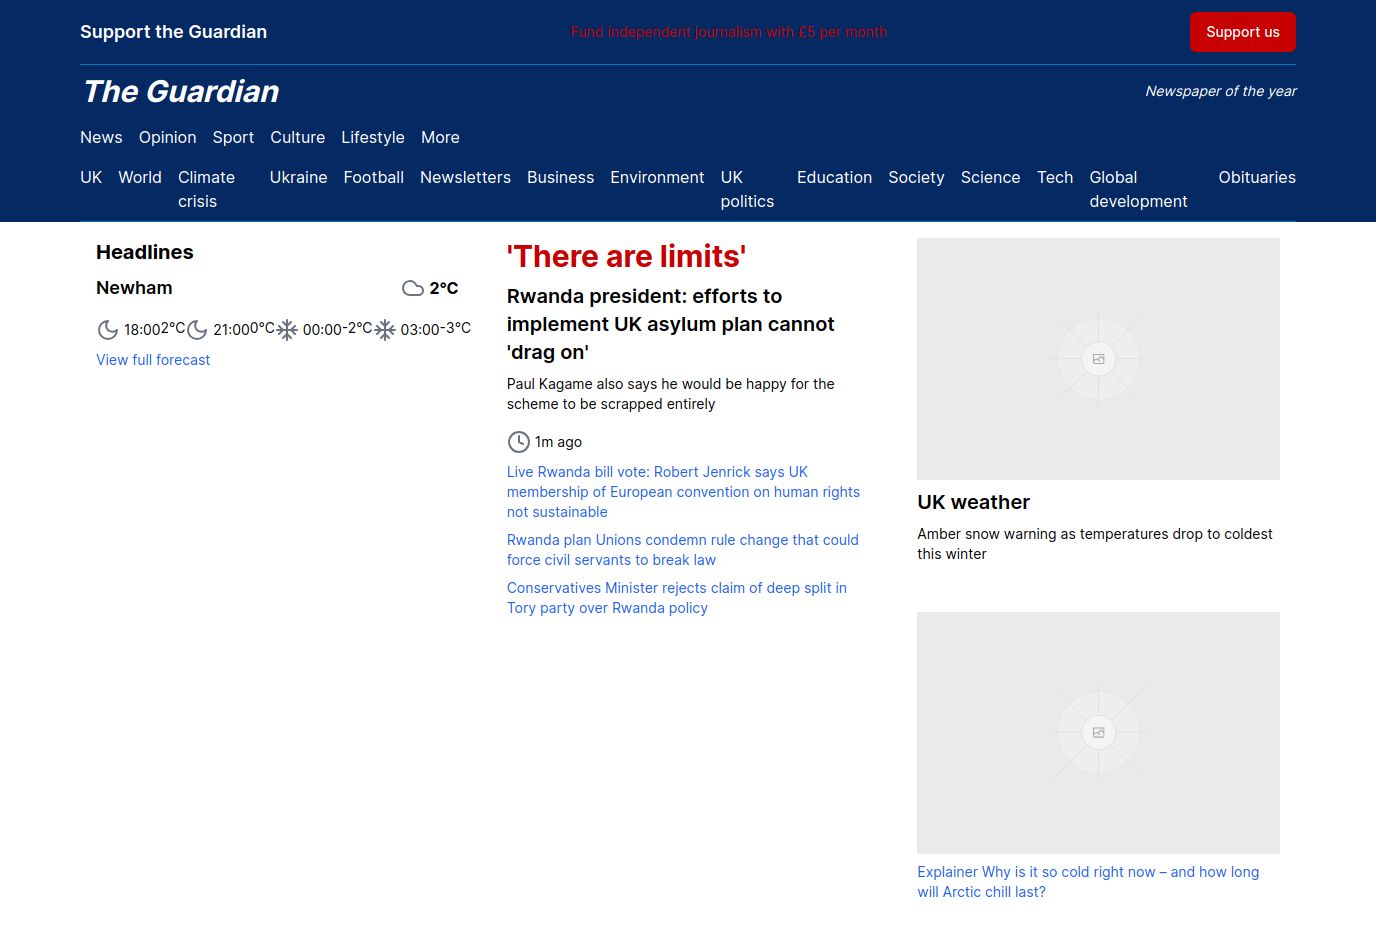 Support the Guardian
Fund independent journalism with £5 per month
Support us
The Guardian
Newspaper of the year
News Opinion Sport Culture Lifestyle More
UK World Climate crisis Ukraine Football Newsletters Business Environment UK politics Education Society Science Tech Global development Obituaries
Headlines
Newham
2°C
18:00 2°C 21:00 0°C 00:00 -2°C 03:00 -3°C
View full forecast
'There are limits'
Rwanda president: efforts to
implement UK asylum plan cannot
'drag on'
Paul Kagame also says he would be happy for the
scheme to be scrapped entirely
1m ago
Live Rwanda bill vote: Robert Jenrick says UK
membership of European convention on human rights
not sustainable
Rwanda plan Unions condemn rule change that could
force civil servants to break law
Conservatives Minister rejects claim of deep split in
Tory party over Rwanda policy
UK weather
Amber snow warning as temperatures drop to coldest
this winter
Explainer Why is it so cold right now – and how long
will Arctic chill last?